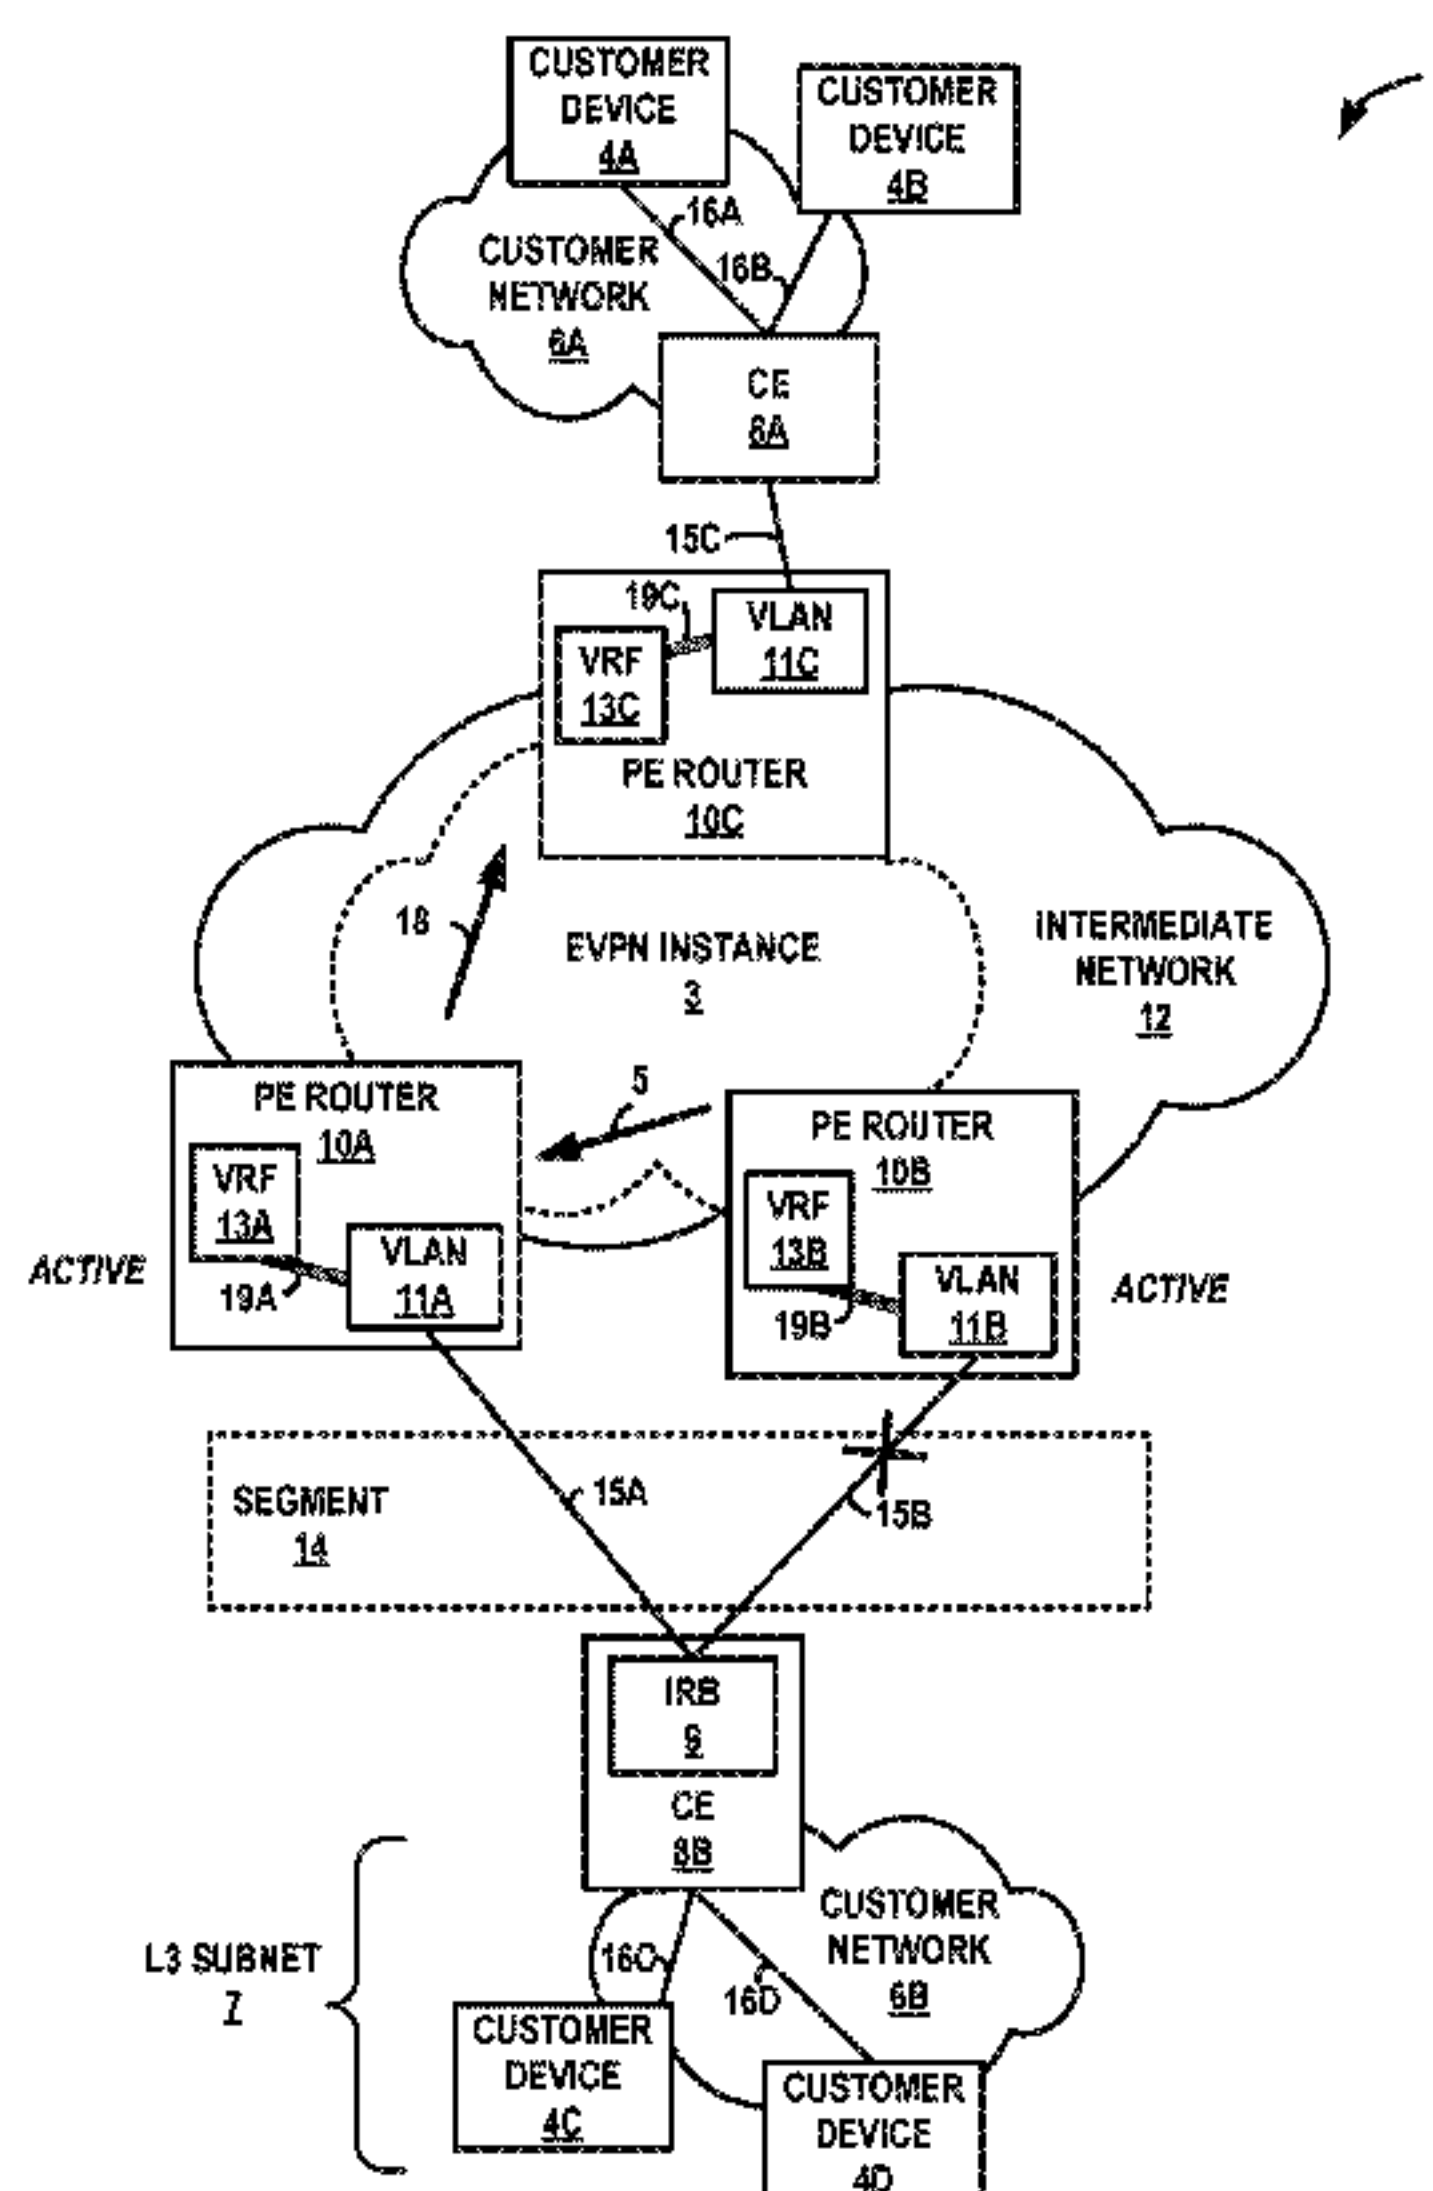 CUSTOMER
DEVICE
4A
CUSTOMER
DEVICE
4B
16A
16B
CUSTOMER
NETWORK
6A
CE
8A
15C
19C
VLAN
11C
VRF
13C
PE ROUTER
10C
18
EVPN INSTANCE
3
INTERMEDIATE
NETWORK
12
5
PE ROUTER
10A
VRF
13A
VLAN
11A
19A
ACTIVE
PE ROUTER
10B
VRF
13B
VLAN
11B
19B
ACTIVE
SEGMENT
14
15A
15B
IRB
9
CE
8B
L3 SUBNET
7
CUSTOMER
NETWORK
6B
16C
16D
CUSTOMER
DEVICE
4C
CUSTOMER
DEVICE
4D